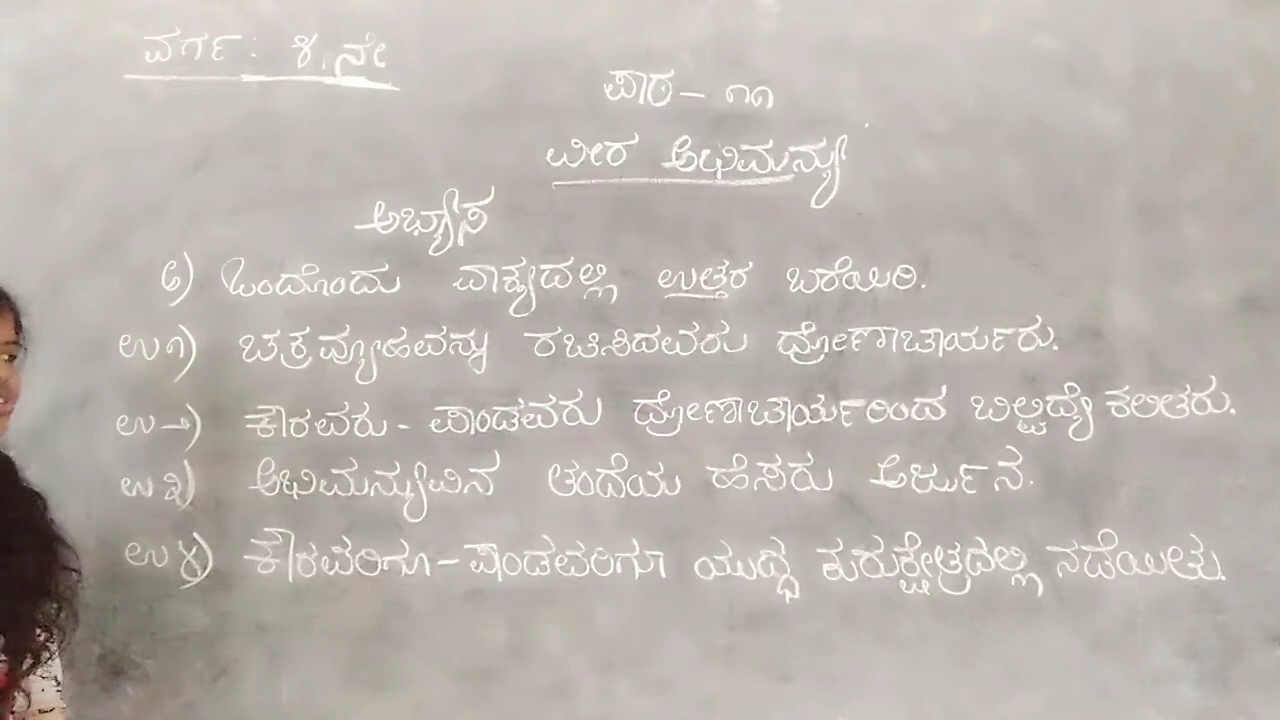 ವರ್ಗ: ೪.ನೇ
ಪಾಠ - ೧೧
ವೀರ ಅಭಿಮನ್ಯು
ಅಭ್ಯಾಸ
ಅ) ಒಂದೊಂದು ವಾಕ್ಯದಲ್ಲಿ ಉತ್ತರ ಬರೆಯಿರಿ.
ಉ೧) ಚಕ್ರವ್ಯೂಹವನ್ನು ರಚಿಸಿದವರು ದ್ರೋಣಾಚಾರ್ಯರು.
ಉ೨) ಕೌರವರು - ಪಾಂಡವರು ದ್ರೋಣಾಚಾರ್ಯರಿಂದ ಬಿಲ್ವಿದ್ಯೆ ಕಲಿತರು.
ಉ೩) ಅಭಿಮನ್ಯುವಿನ ತಂದೆಯ ಹೆಸರು ಅರ್ಜುನ.
ಉ೪) ಕೌರವರಿಗೂ - ಪಾಂಡವರಿಗೂ ಯುದ್ಧ ಕುರುಕ್ಷೇತ್ರದಲ್ಲಿ ನಡೆಯಿತು.